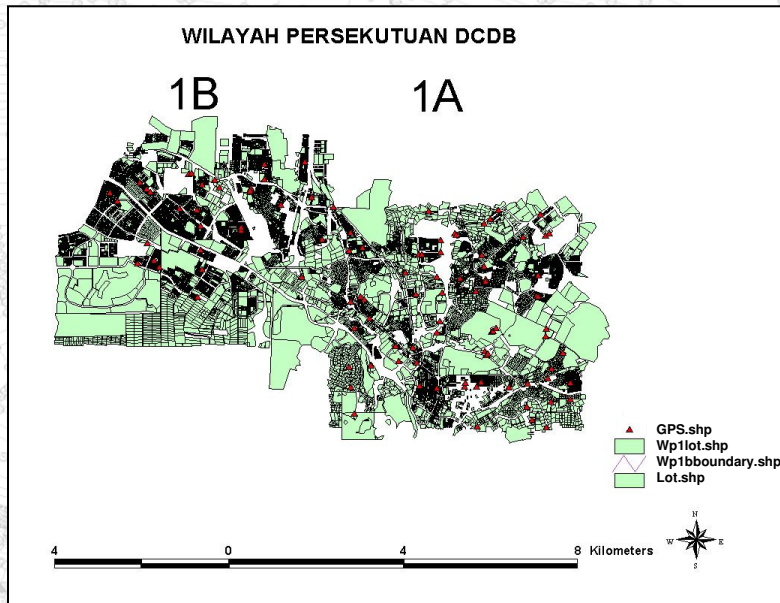 WILAYAH PERSEKUTUAN DCDB
1B 1A
GPS.shp
Wp1lot.shp
Wp1bboundary.shp
Lot.shp
N
W E
S
4 0 4 8 Kilometers